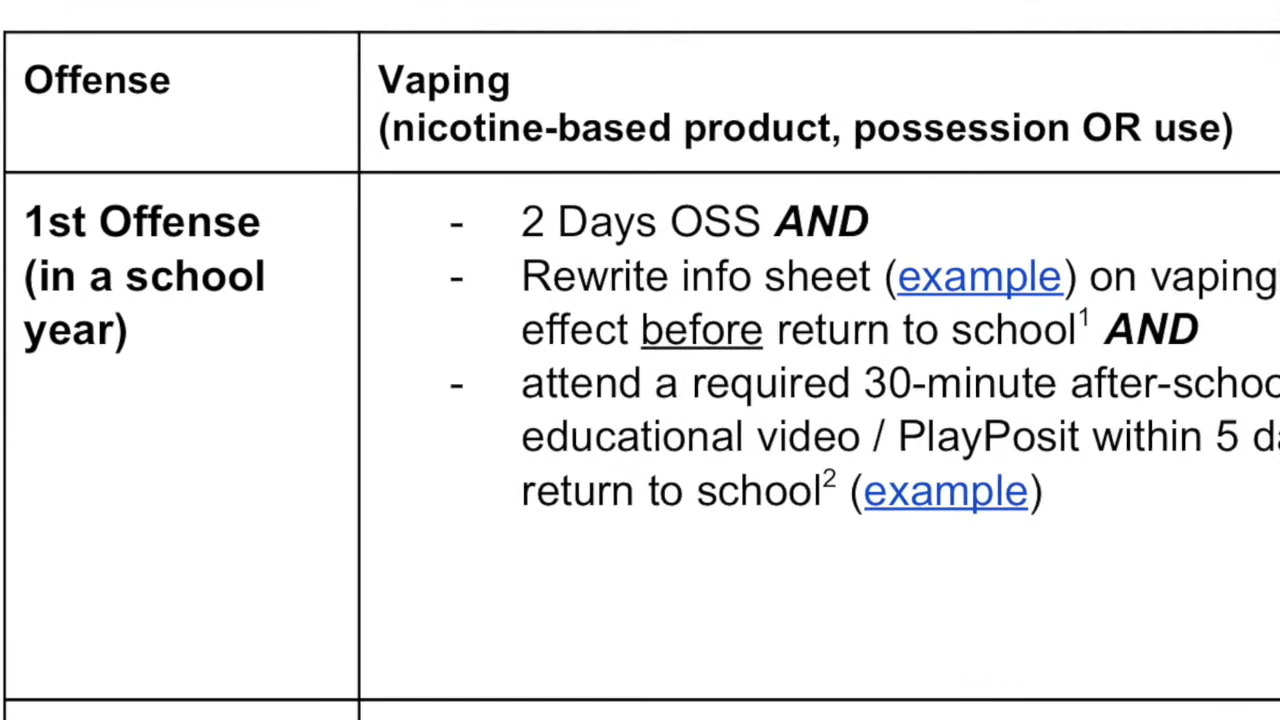 Offense
Vaping
(nicotine-based product, possession OR use)
1st Offense
(in a school
year)
- 2 Days OSS AND
- Rewrite info sheet (example) on vaping
effect before return to school¹ AND
- attend a required 30-minute
educational video / PlayPosit within 5
return to school² (example)